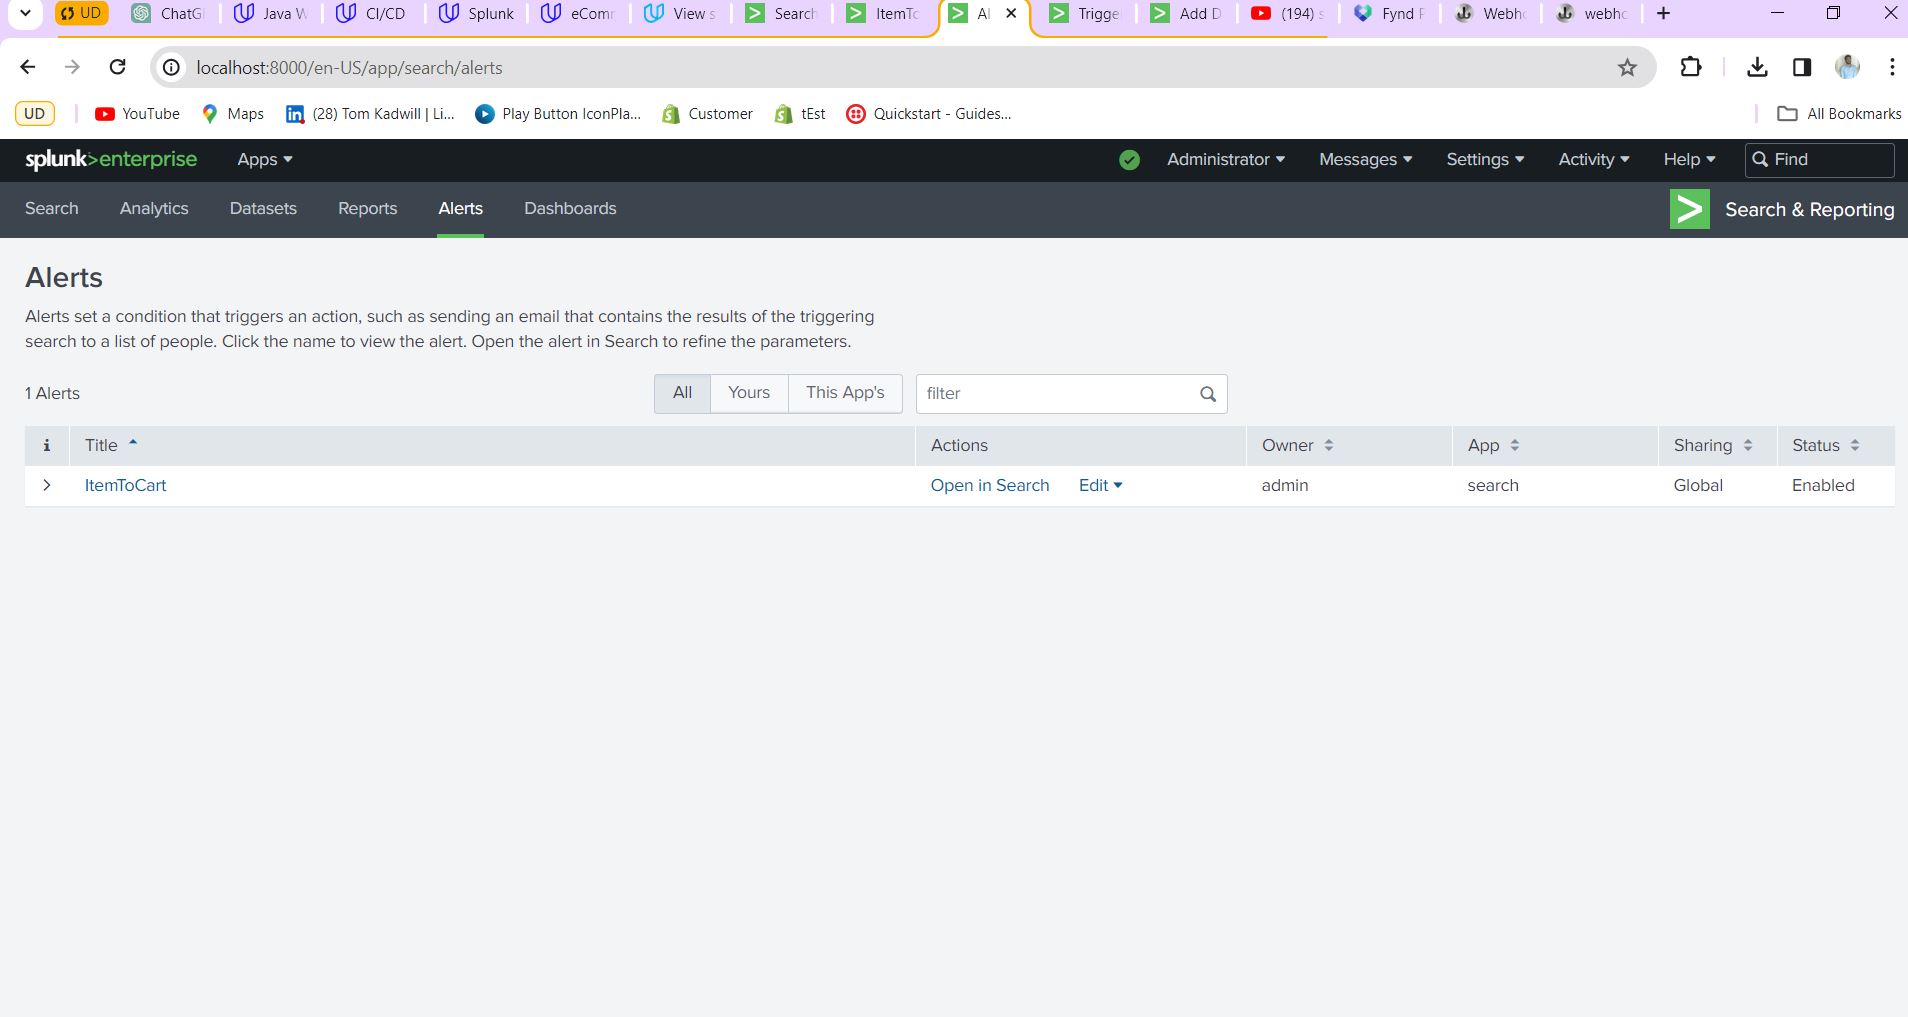 UD ChatG Java W CI/CD Splunk eComr View s Search ItemTo Al Trigge Add D (194) s Fynd P Webho webho
localhost:8000/en-US/app/search/alerts
UD YouTube Maps (28) Tom Kadwill | Li... Play Button IconPla... Customer tEst Quickstart - Guides... All Bookmarks
splunk>enterprise Apps Administrator Messages Settings Activity Help Find
Search Analytics Datasets Reports Alerts Dashboards Search & Reporting
Alerts
Alerts set a condition that triggers an action, such as sending an email that contains the results of the triggering
search to a list of people. Click the name to view the alert. Open the alert in Search to refine the parameters.
1 Alerts All Yours This App's filter
i Title Actions Owner App Sharing Status
ItemToCart Open in Search Edit admin search Global Enabled